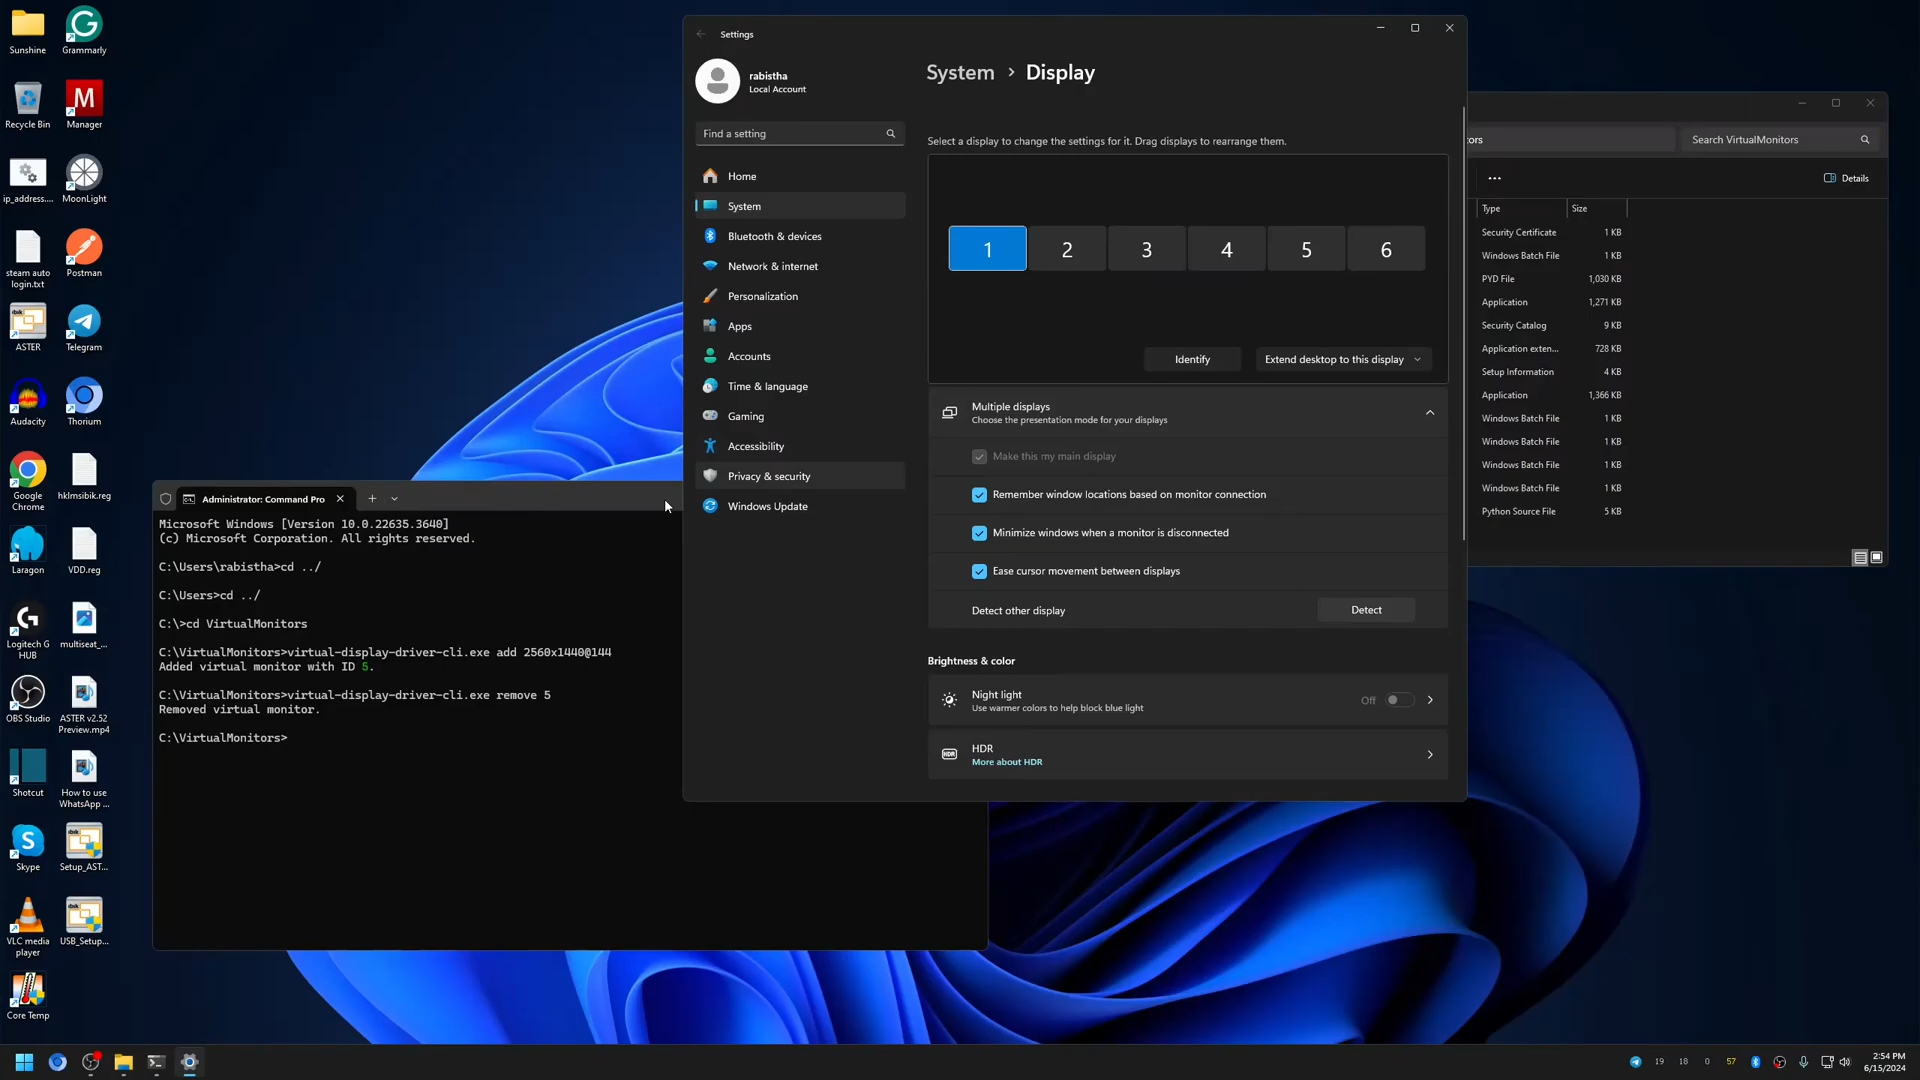 Sunshine
Grammarly
Recycle Bin
Manager
ip_address....
MoonLight
steam auto
login.txt
Postman
ASTER
Telegram
Audacity
Thorium
Google
Chrome
hklmsibik.reg
Laragon
VDD.reg
Logitech G
HUB
multiseat_...
OBS Studio
ASTER v2.52
Preview.mp4
Shotcut
How to use
WhatsApp ...
Skype
Setup_AST...
VLC media
player
USB_Setup...
Core Temp
Administrator: Command Pro
Microsoft Windows [Version 10.0.22635.3640]
(c) Microsoft Corporation. All rights reserved.
C:\Users\rabistha>cd ../
C:\Users>cd ../
C:\>cd VirtualMonitors
C:\VirtualMonitors>virtual-display-driver-cli.exe add 2560x1440@144
Added virtual monitor with ID 5.
C:\VirtualMonitors>virtual-display-driver-cli.exe remove 5
Removed virtual monitor.
C:\VirtualMonitors>
Settings
rabistha
Local Account
Find a setting
Home
System
Bluetooth & devices
Network & internet
Personalization
Apps
Accounts
Time & language
Gaming
Accessibility
Privacy & security
Windows Update
System > Display
Select a display to change the settings for it. Drag displays to rearrange them.
1 2 3 4 5 6
Identify
Extend desktop to this display
Multiple displays
Choose the presentation mode for your displays
Make this my main display
Remember window locations based on monitor connection
Minimize windows when a monitor is disconnected
Ease cursor movement between displays
Detect other display
Detect
Brightness & color
Night light
Use warmer colors to help block blue light
Off
HDR
HDR
More about HDR
ors
Search VirtualMonitors
Details
Type Size
Security Certificate 1 KB
Windows Batch File 1 KB
PYD File 1,030 KB
Application 1,271 KB
Security Catalog 9 KB
Application exten... 728 KB
Setup Information 4 KB
Application 1,366 KB
Windows Batch File 1 KB
Windows Batch File 1 KB
Windows Batch File 1 KB
Windows Batch File 1 KB
Python Source File 5 KB
19 18 0 57
2:54 PM
6/15/2024